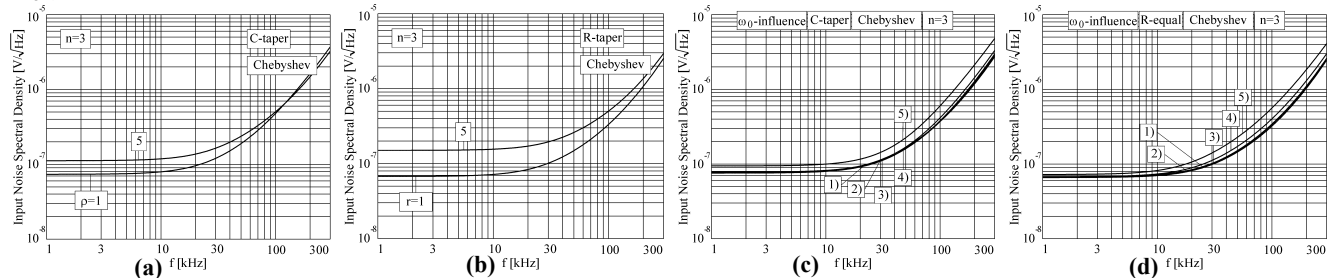 Input Noise Spectral Density [V/√Hz]
10⁻⁵
10⁻⁶
10⁻⁷
10⁻⁸
n=3
C-taper
Chebyshev
5
ρ=1
1 3 10 30 100 300
(a) f [kHz]
Input Noise Spectral Density [V/√Hz]
10⁻⁵
10⁻⁶
10⁻⁷
10⁻⁸
n=3
R-taper
Chebyshev
5
r=1
1 3 10 30 100 300
(b) f [kHz]
Input Noise Spectral Density [V/√Hz]
10⁻⁵
10⁻⁶
10⁻⁷
10⁻⁸
ω₀-influence C-taper Chebyshev n=3
5)
1) 2) 3) 4)
1 3 10 30 100 300
(c) f [kHz]
Input Noise Spectral Density [V/√Hz]
10⁻⁵
10⁻⁶
10⁻⁷
10⁻⁸
ω₀-influence R-equal Chebyshev n=3
5)
4)
3)
1)
2)
1 3 10 30 100 300
(d) f [kHz]